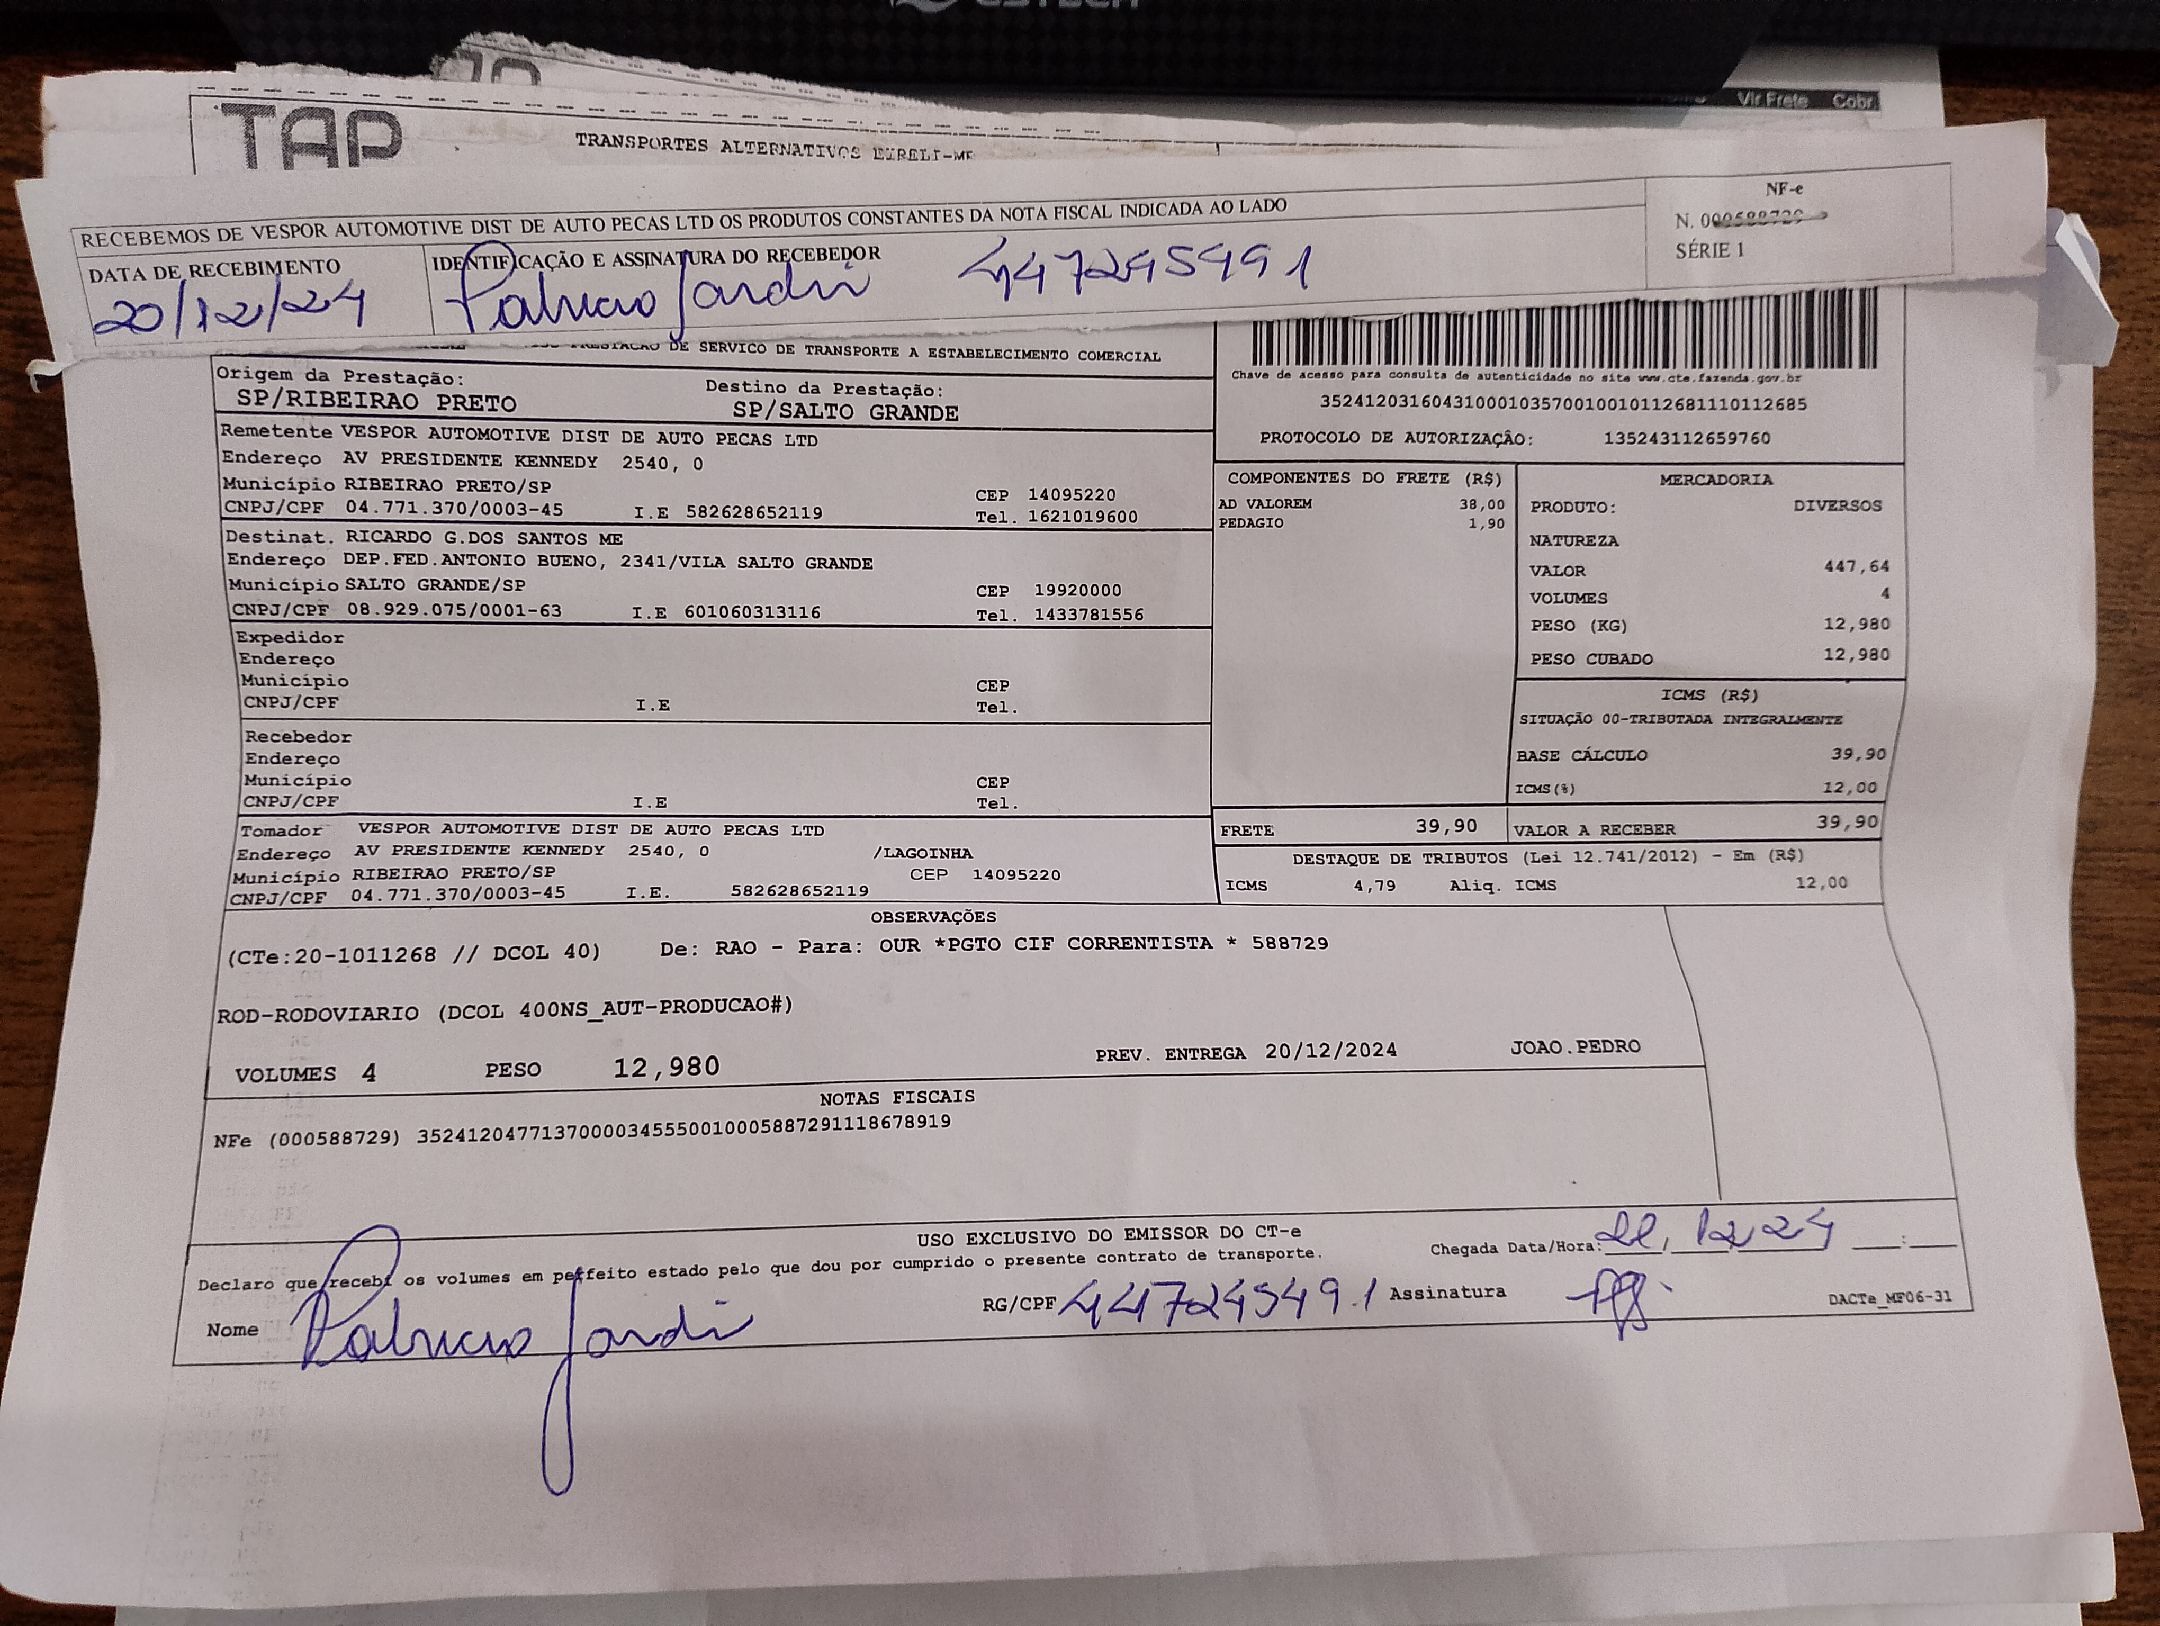 Vlr Frete Cobr
TAP
TRANSPORTES ALTERNATIVOS EIRELI-ME
RECEBEMOS DE VESPOR AUTOMOTIVE DIST DE AUTO PECAS LTD OS PRODUTOS CONSTANTES DA NOTA FISCAL INDICADA AO LADO
NF-e
N. 000588729
SÉRIE 1
DATA DE RECEBIMENTO
IDENTIFICAÇÃO E ASSINATURA DO RECEBEDOR
20/12/24
447245491
PRESTACAO DE SERVICO DE TRANSPORTE A ESTABELECIMENTO COMERCIAL
Origem da Prestação:
SP/RIBEIRAO PRETO
Destino da Prestação:
SP/SALTO GRANDE
Chave de acesso para consulta de autenticidade no site www.cte.fazenda.gov.br
35241203160431000103570010010112681110112685
PROTOCOLO DE AUTORIZAÇÃO: 135243112659760
Remetente VESPOR AUTOMOTIVE DIST DE AUTO PECAS LTD
Endereço AV PRESIDENTE KENNEDY 2540, 0
Município RIBEIRAO PRETO/SP CEP 14095220
CNPJ/CPF 04.771.370/0003-45 I.E 582628652119 Tel. 1621019600
Destinat. RICARDO G.DOS SANTOS ME
Endereço DEP.FED.ANTONIO BUENO, 2341/VILA SALTO GRANDE
Município SALTO GRANDE/SP CEP 19920000
CNPJ/CPF 08.929.075/0001-63 I.E 601060313116 Tel. 1433781556
Expedidor
Endereço
Município CEP
CNPJ/CPF I.E Tel.
Recebedor
Endereço
Município CEP
CNPJ/CPF I.E Tel.
Tomador VESPOR AUTOMOTIVE DIST DE AUTO PECAS LTD
Endereço AV PRESIDENTE KENNEDY 2540, 0 /LAGOINHA
Município RIBEIRAO PRETO/SP CEP 14095220
CNPJ/CPF 04.771.370/0003-45 I.E. 582628652119
COMPONENTES DO FRETE (R$)
AD VALOREM 38,00
PEDAGIO 1,90
MERCADORIA
PRODUTO: DIVERSOS
NATUREZA
VALOR 447,64
VOLUMES 4
PESO (KG) 12,980
PESO CUBADO 12,980
ICMS (R$)
SITUAÇÃO 00-TRIBUTADA INTEGRALMENTE
BASE CÁLCULO 39,90
ICMS(%) 12,00
FRETE 39,90 VALOR A RECEBER 39,90
DESTAQUE DE TRIBUTOS (Lei 12.741/2012) - Em (R$)
ICMS 4,79 Aliq. ICMS 12,00
OBSERVAÇÕES
(CTe:20-1011268 // DCOL 40) De: RAO - Para: OUR *PGTO CIF CORRENTISTA * 588729
ROD-RODOVIARIO (DCOL 400NS_AUT-PRODUCAO#)
VOLUMES 4 PESO 12,980 PREV. ENTREGA 20/12/2024 JOAO.PEDRO
NOTAS FISCAIS
NFe (000588729) 35241204771370000345550010005887291118678919
USO EXCLUSIVO DO EMISSOR DO CT-e
Declaro que recebi os volumes em perfeito estado pelo que dou por cumprido o presente contrato de transporte.
Chegada Data/Hora: 12 24 :
Nome
RG/CPF 447245491 Assinatura
DACTe_MF06-31